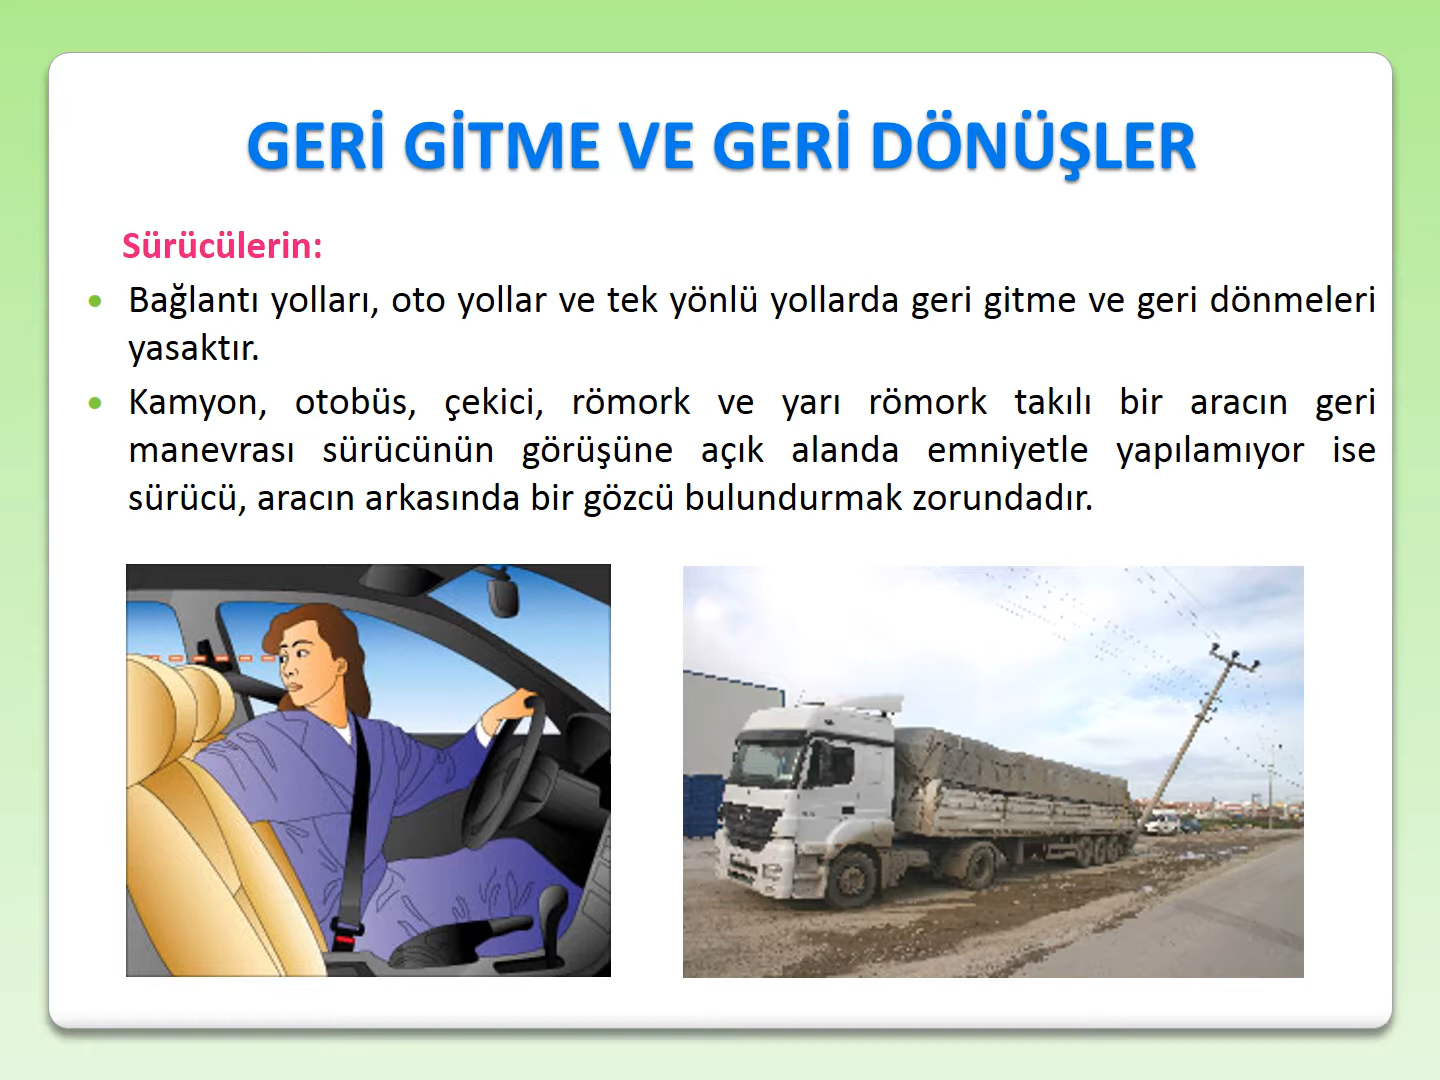 GERİ GİTME VE GERİ DÖNÜŞLER
Sürücülerin:
• Bağlantı yolları, oto yollar ve tek yönlü yollarda geri gitme ve geri dönmeleri
yasaktır.
• Kamyon, otobüs, çekici, römork ve yarı römork takılı bir aracın geri
manevrası sürücünün görüşüne açık alanda emniyetle yapılamıyor ise
sürücü, aracın arkasında bir gözcü bulundurmak zorundadır.